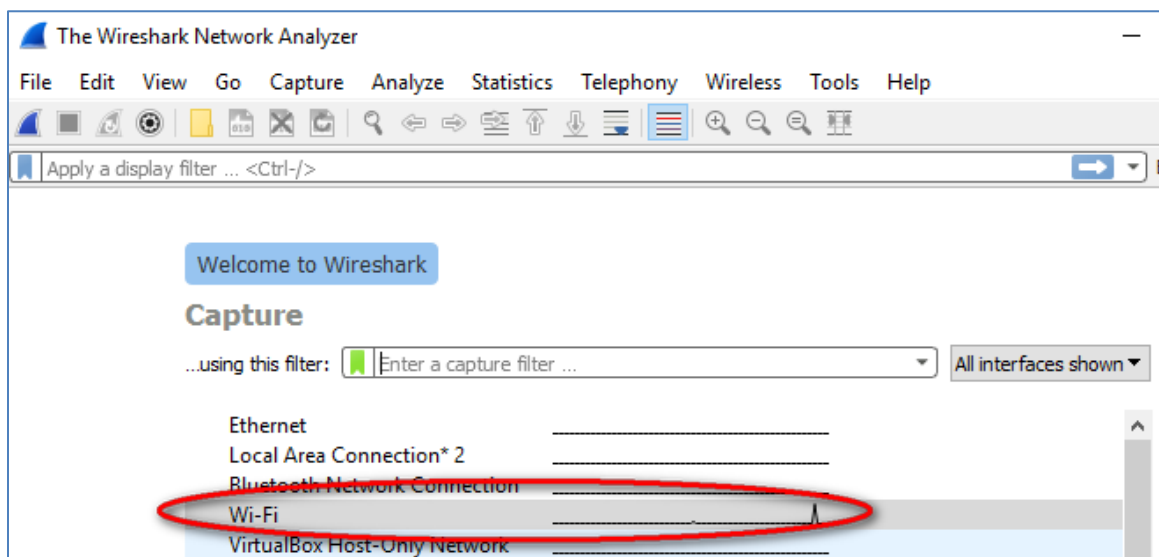 The Wireshark Network Analyzer
File Edit View Go Capture Analyze Statistics Telephony Wireless Tools Help
Apply a display filter ... <Ctrl-/>
Welcome to Wireshark
Capture
...using this filter: Enter a capture filter ... All interfaces shown
Ethernet
Local Area Connection* 2
Bluetooth Network Connection
Wi-Fi
VirtualBox Host-Only Network